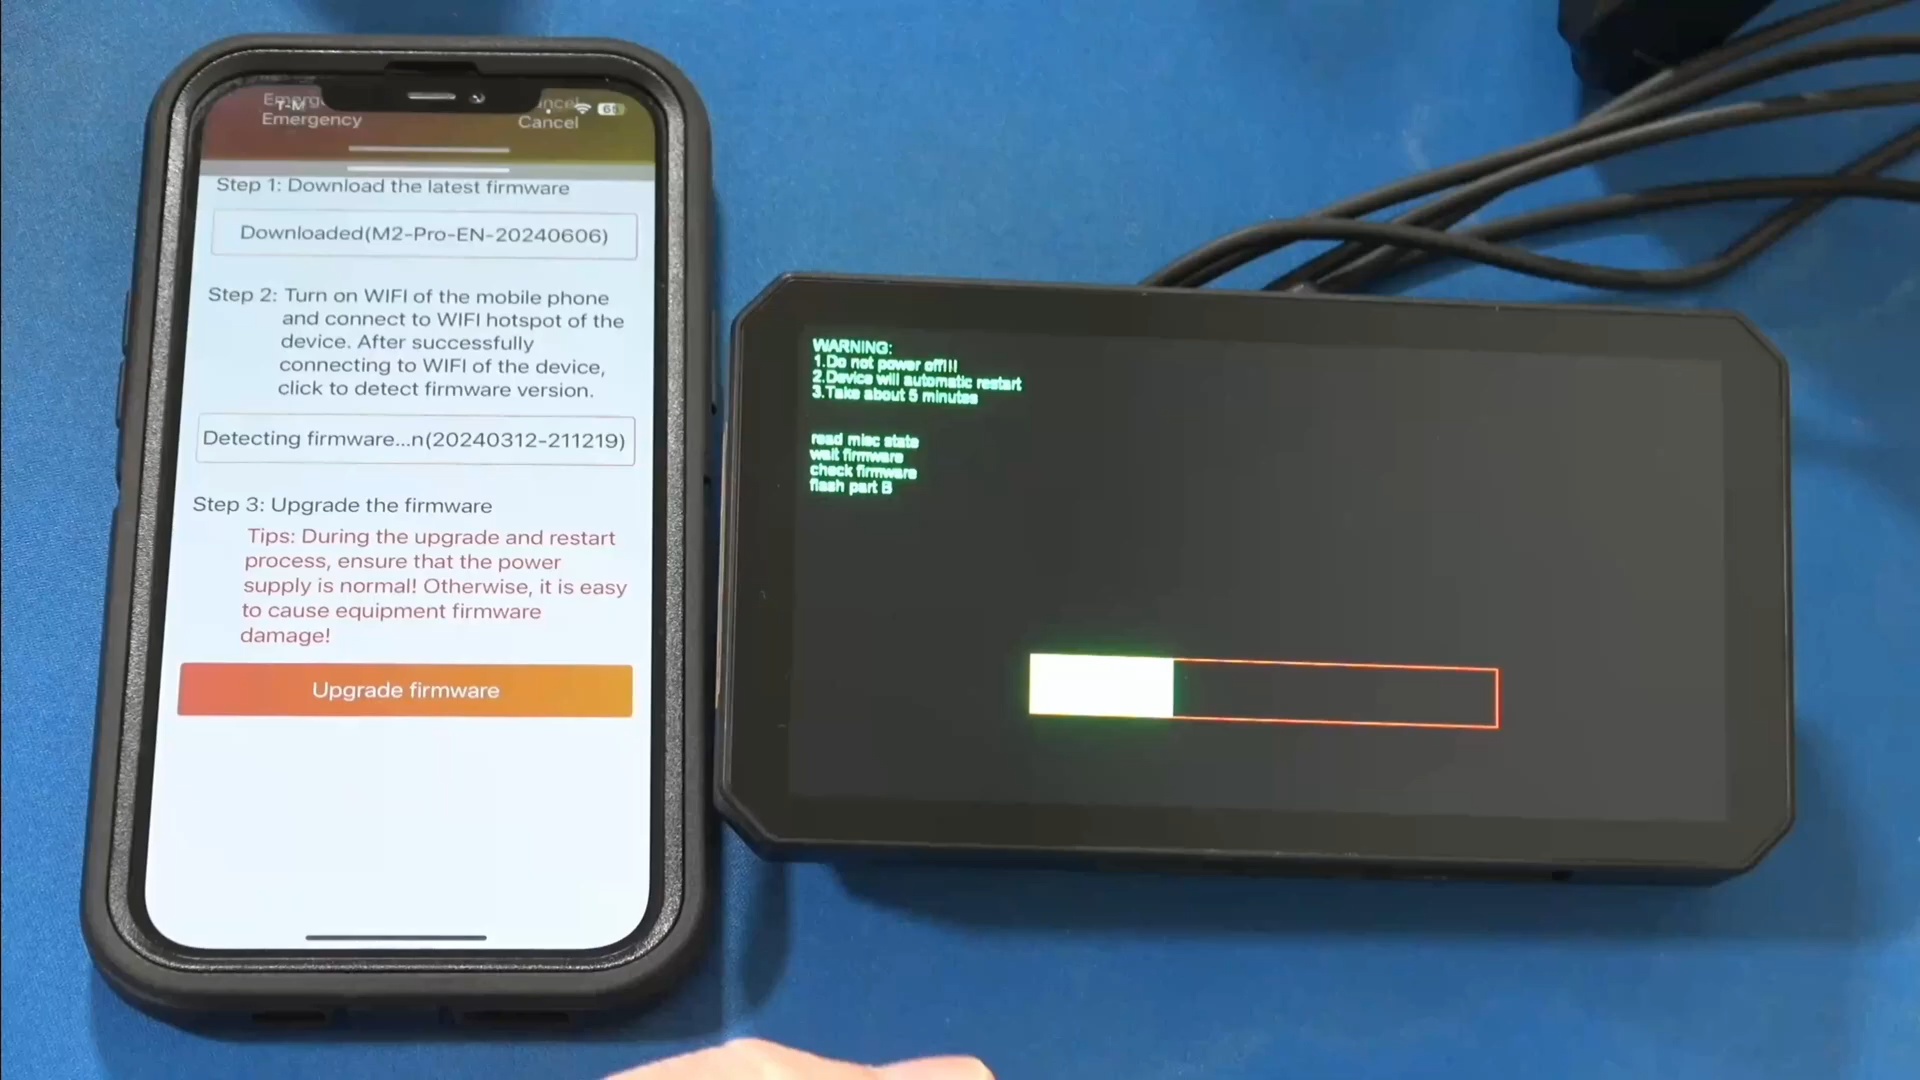 Emergency
Cancel
T-M
65
Emergency
Cancel
Step 1: Download the latest firmware
Downloaded(M2-Pro-EN-20240606)
Step 2: Turn on WIFI of the mobile phone
and connect to WIFI hotspot of the
device. After successfully
connecting to WIFI of the device,
click to detect firmware version.
Detecting firmware...n(20240312-211219)
Step 3: Upgrade the firmware
Tips: During the upgrade and restart
process, ensure that the power
supply is normal! Otherwise, it is easy
to cause equipment firmware
damage!
Upgrade firmware
WARNING:
1.Do not power off!!!
2.Device will automatic restart
3.Take about 5 minutes
read misc state
wait firmware
check firmware
flash part B